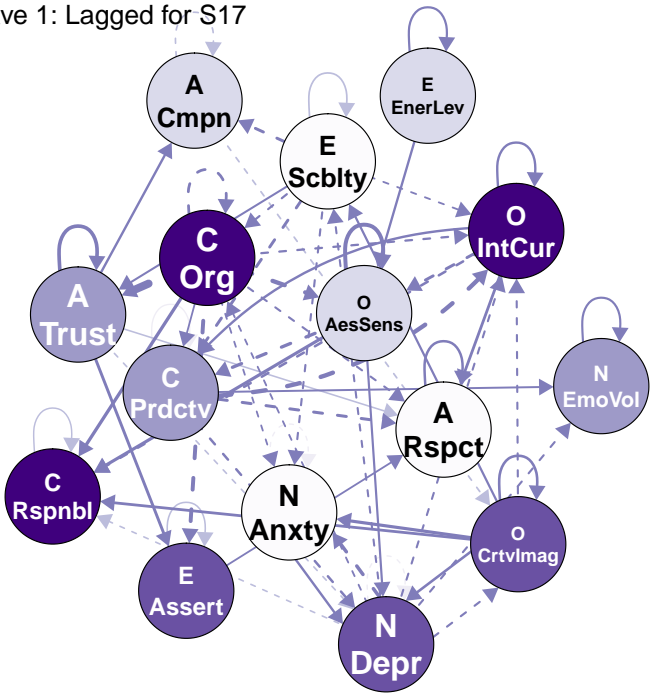 ve 1: Lagged for S17
A
Cmpn
E
EnerLev
E
Scblty
C
Org
O
IntCur
A
Trust
O
AesSens
C
Prdctv
N
EmoVol
A
Rspct
C
Rspnbl
N
Anxty
O
CrtvImag
E
Assert
N
Depr